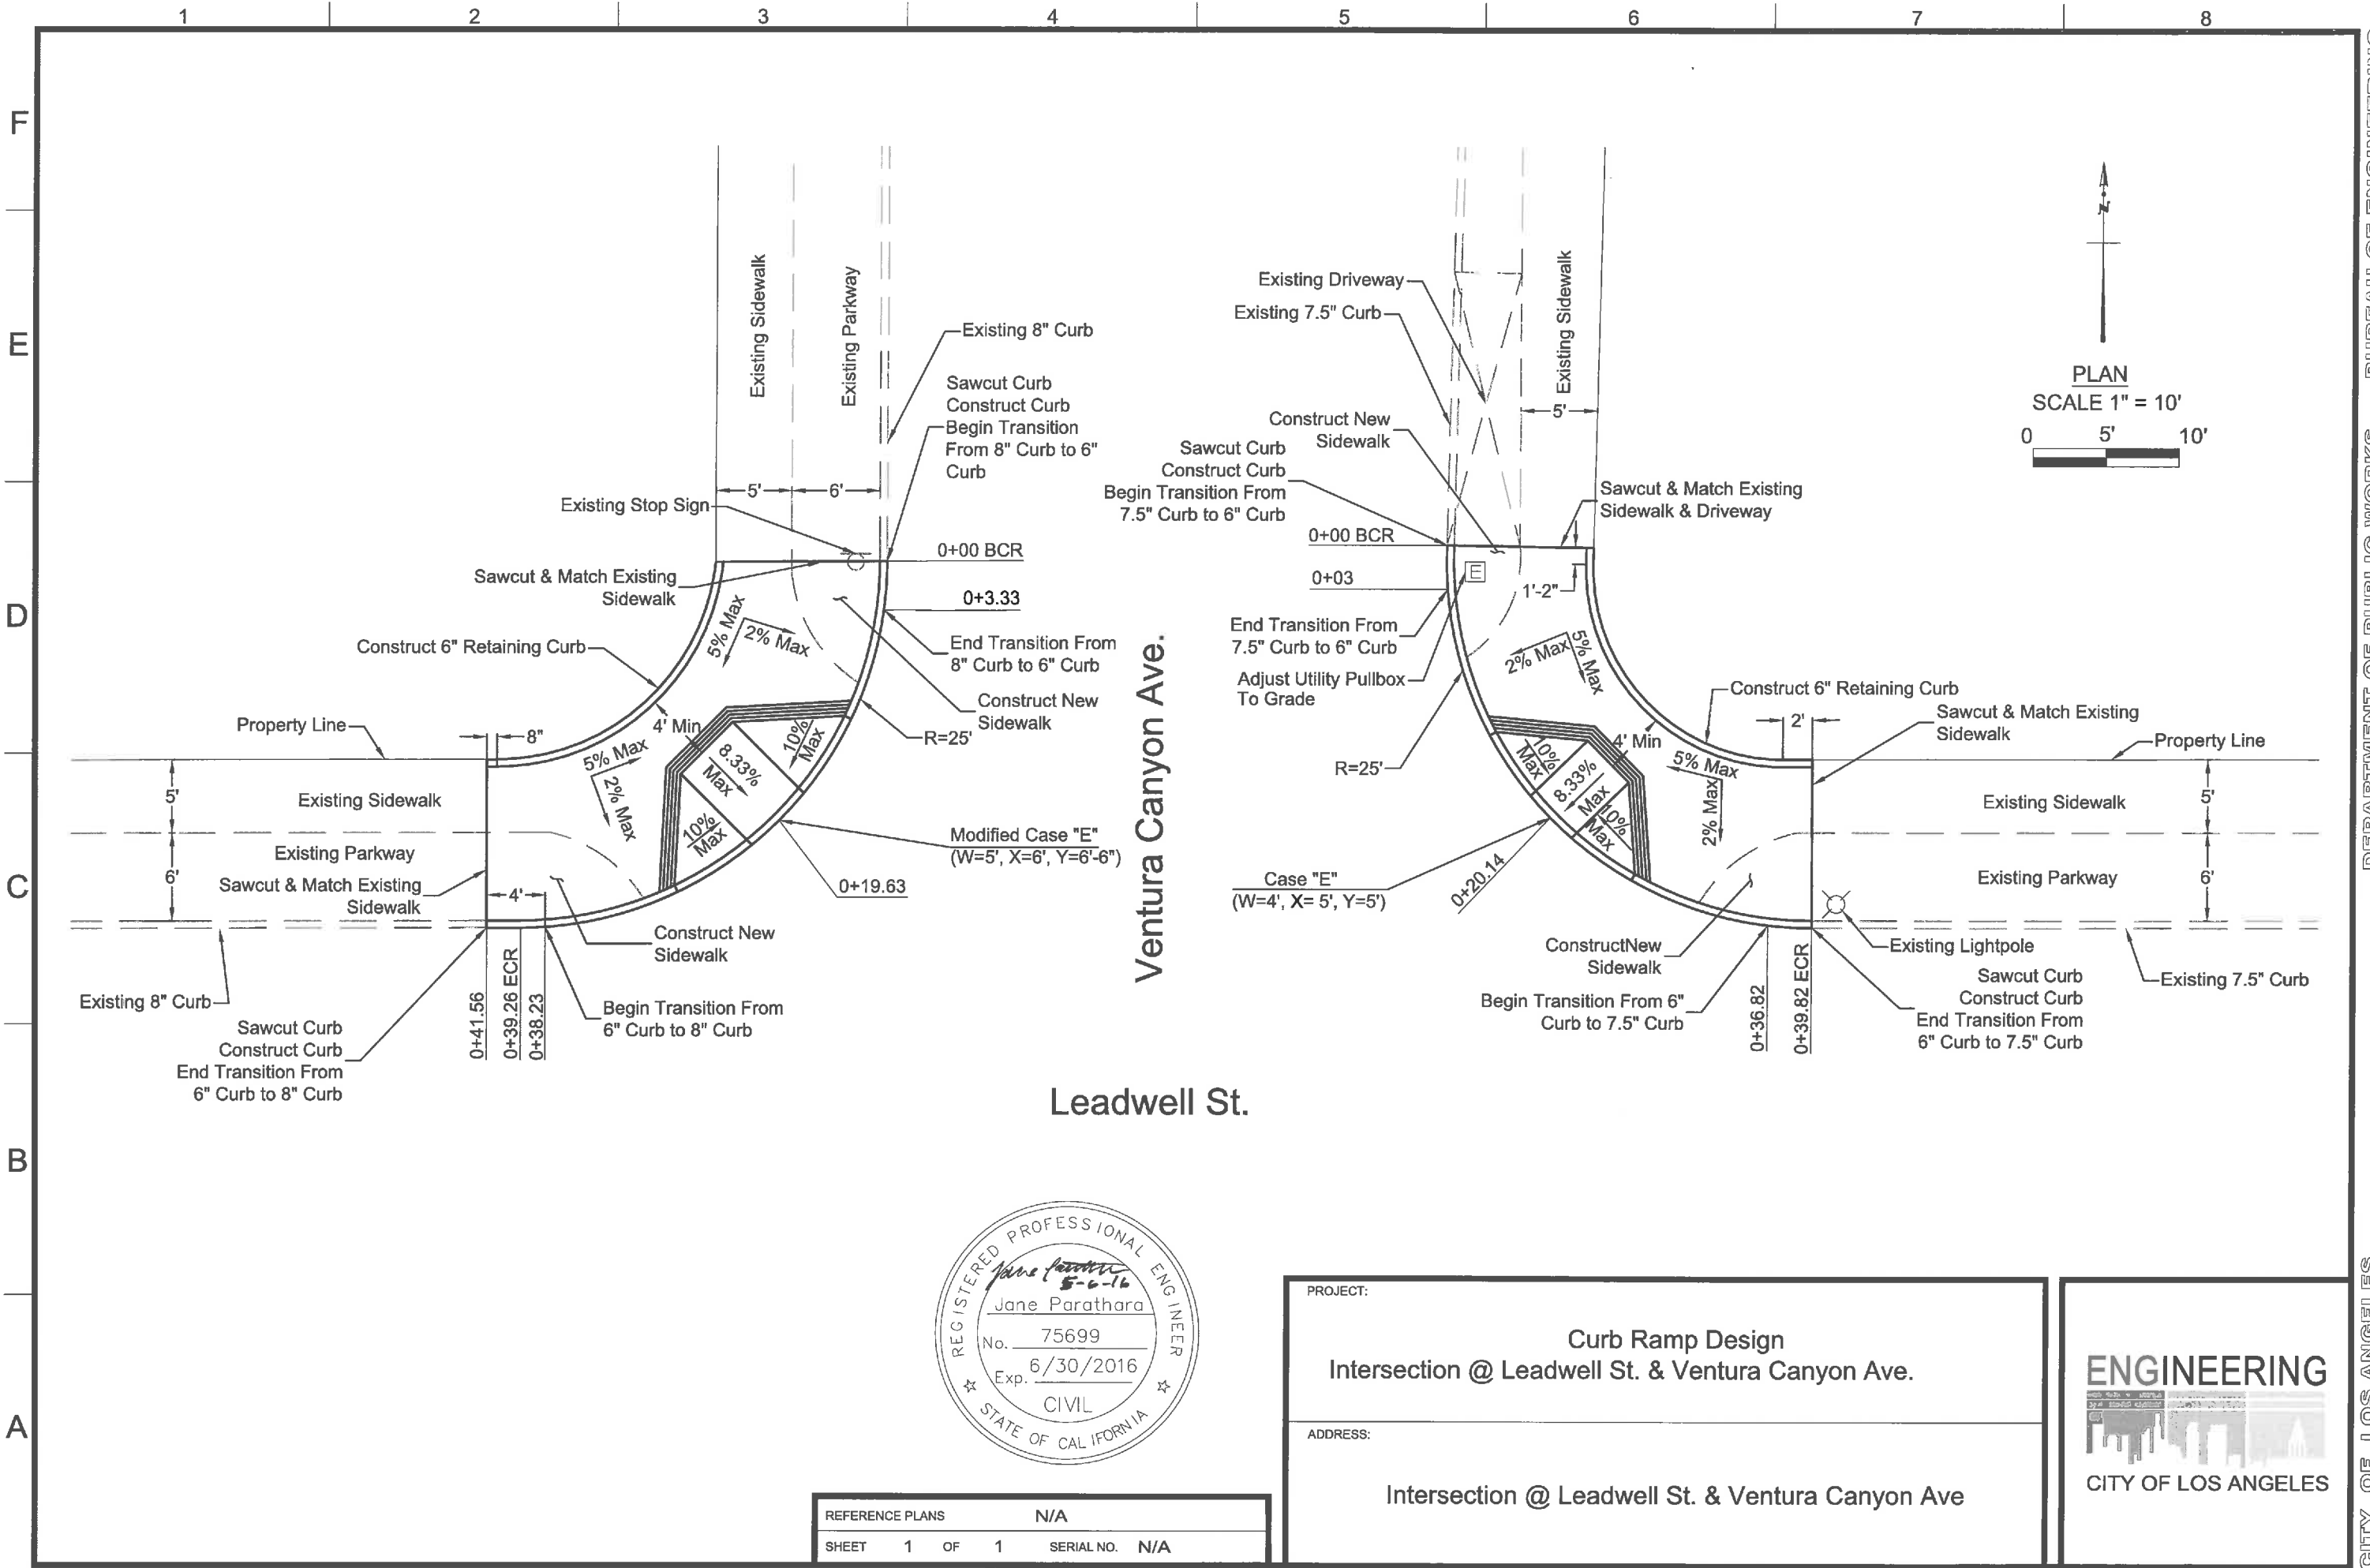 1 2 3 4 5 6 7 8
F
E
D
C
B
A
Existing Sidewalk
Existing Parkway
Existing 8" Curb
Sawcut Curb
Construct Curb
Begin Transition
From 8" Curb to 6"
Curb
5'
6'
Existing Stop Sign
0+00 BCR
Sawcut & Match Existing
Sidewalk
0+3.33
End Transition From
8" Curb to 6" Curb
Construct 6" Retaining Curb
5% Max
2% Max
Construct New
Sidewalk
R=25'
Property Line
8"
4' Min
5% Max
2% Max
10%
Max
8.33%
Max
10%
Max
5'
Existing Sidewalk
Existing Parkway
6'
Sawcut & Match Existing
Sidewalk
4'
Modified Case "E"
(W=5', X=6', Y=6'-6")
0+19.63
Construct New
Sidewalk
Existing 8" Curb
0+41.56
0+39.26 ECR
0+38.23
Begin Transition From
6" Curb to 8" Curb
Sawcut Curb
Construct Curb
End Transition From
6" Curb to 8" Curb
Ventura Canyon Ave.
Leadwell St.
Existing Driveway
Existing 7.5" Curb
Existing Sidewalk
5'
Construct New
Sidewalk
Sawcut Curb
Construct Curb
Begin Transition From
7.5" Curb to 6" Curb
Sawcut & Match Existing
Sidewalk & Driveway
0+00 BCR
0+03
E
1'-2"
End Transition From
7.5" Curb to 6" Curb
Adjust Utility Pullbox
To Grade
2% Max
5% Max
Construct 6" Retaining Curb
2'
Sawcut & Match Existing
Sidewalk
Property Line
R=25'
4' Min
10%
Max
8.33%
Max
10%
Max
5% Max
2% Max
Existing Sidewalk
5'
Existing Parkway
6'
Case "E"
(W=4', X= 5', Y=5')
0+20.14
ConstructNew
Sidewalk
Begin Transition From 6"
Curb to 7.5" Curb
0+36.82
0+39.82 ECR
Existing Lightpole
Sawcut Curb
Construct Curb
End Transition From
6" Curb to 7.5" Curb
Existing 7.5" Curb
N
PLAN
SCALE 1" = 10'
0 5' 10'
REGISTERED PROFESSIONAL ENGINEER
5-6-16
Jane Parathara
No. 75699
Exp. 6/30/2016
CIVIL
STATE OF CALIFORNIA
REFERENCE PLANS N/A
SHEET 1 OF 1 SERIAL NO. N/A
PROJECT:
Curb Ramp Design
Intersection @ Leadwell St. & Ventura Canyon Ave.
ADDRESS:
Intersection @ Leadwell St. & Ventura Canyon Ave
ENGINEERING
CITY OF LOS ANGELES
CITY OF LOS ANGELES
DEPARTMENT OF PUBLIC WORKS
BUREAU OF ENGINEERING